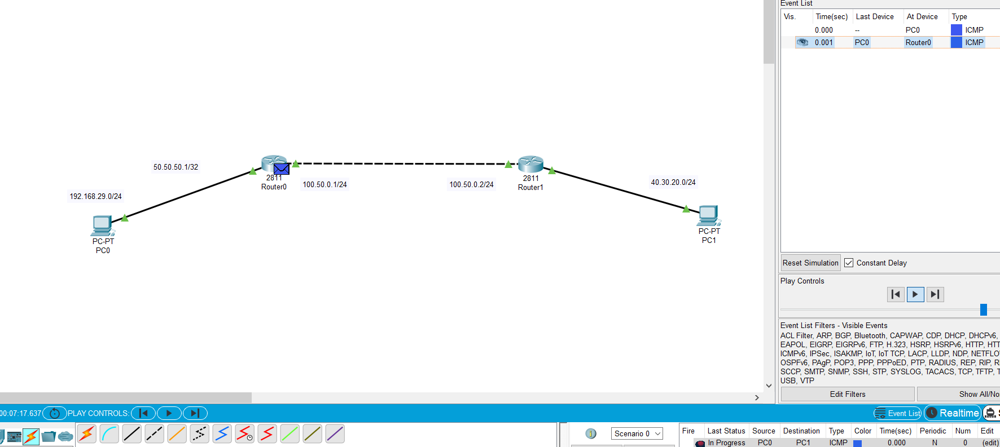 Event List
Vis. Time(sec) Last Device At Device Type
0.000 -- PC0 ICMP
0.001 PC0 Router0 ICMP
50.50.50.1/32
192.168.29.0/24
2811
Router0
100.50.0.1/24
100.50.0.2/24
2811
Router1
40.30.20.0/24
PC-PT
PC0
PC-PT
PC1
Reset Simulation Constant Delay
Play Controls
Event List Filters - Visible Events
ACL Filter, ARP, BGP, Bluetooth, CAPWAP, CDP, DHCP, DHCPv6,
EAPOL, EIGRP, EIGRPv6, FTP, H.323, HSRP, HSRPv6, HTTP, HTT
ICMPv6, IPSec, ISAKMP, IoT, IoT TCP, LACP, LLDP, NDP, NETFLO
OSPFv6, PAgP, POP3, PPP, PPPoED, PTP, RADIUS, REP, RIP, R
SCCP, SMTP, SNMP, SSH, STP, SYSLOG, TACACS, TCP, TFTP, T
USB, VTP
Edit Filters Show All/No
00:07:17.637 PLAY CONTROLS: Event List Realtime S
Scenario 0
Fire Last Status Source Destination Type Color Time(sec) Periodic Num Edit
In Progress PC0 PC1 ICMP 0.000 N 0 (edit)